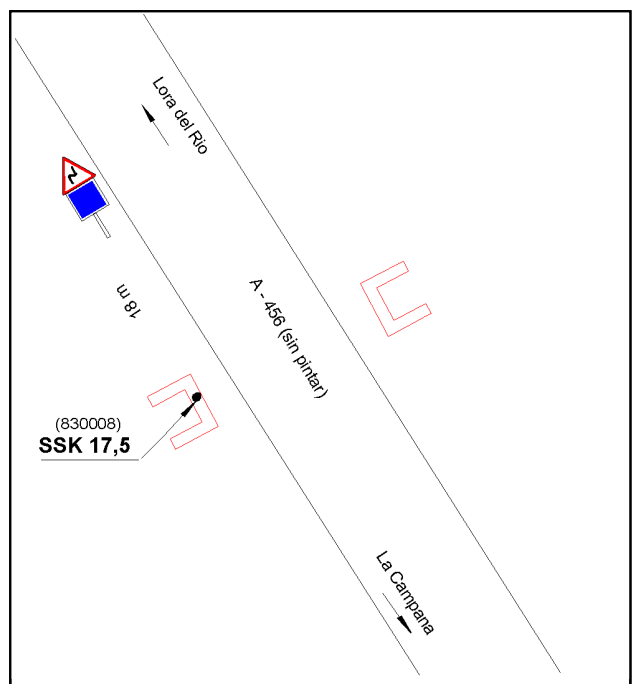 Lora del Rio
18 m
A - 456 (sin pintar)
(830008)
SSK 17,5
La Campana